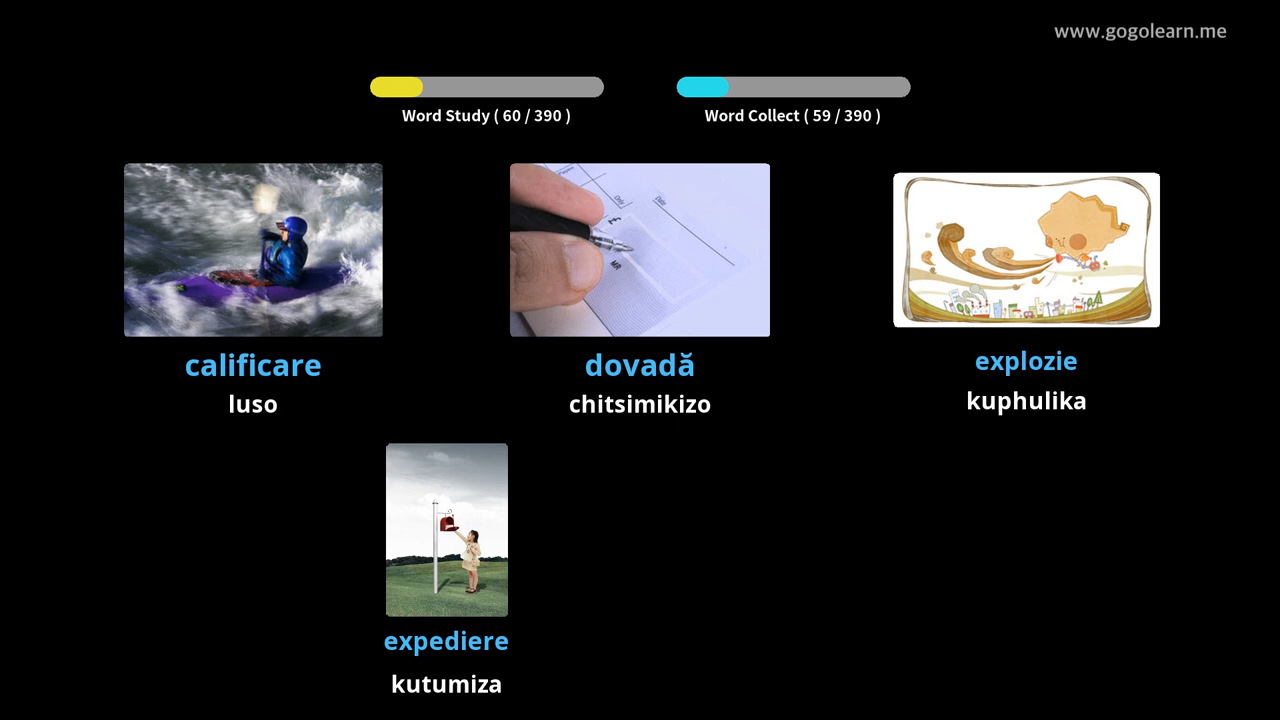 www.gogolearn.me
Word Study ( 60 / 390 )
Word Collect ( 59 / 390 )
calificare
luso
dovadă
chitsimikizo
explozie
kuphulika
expediere
kutumiza